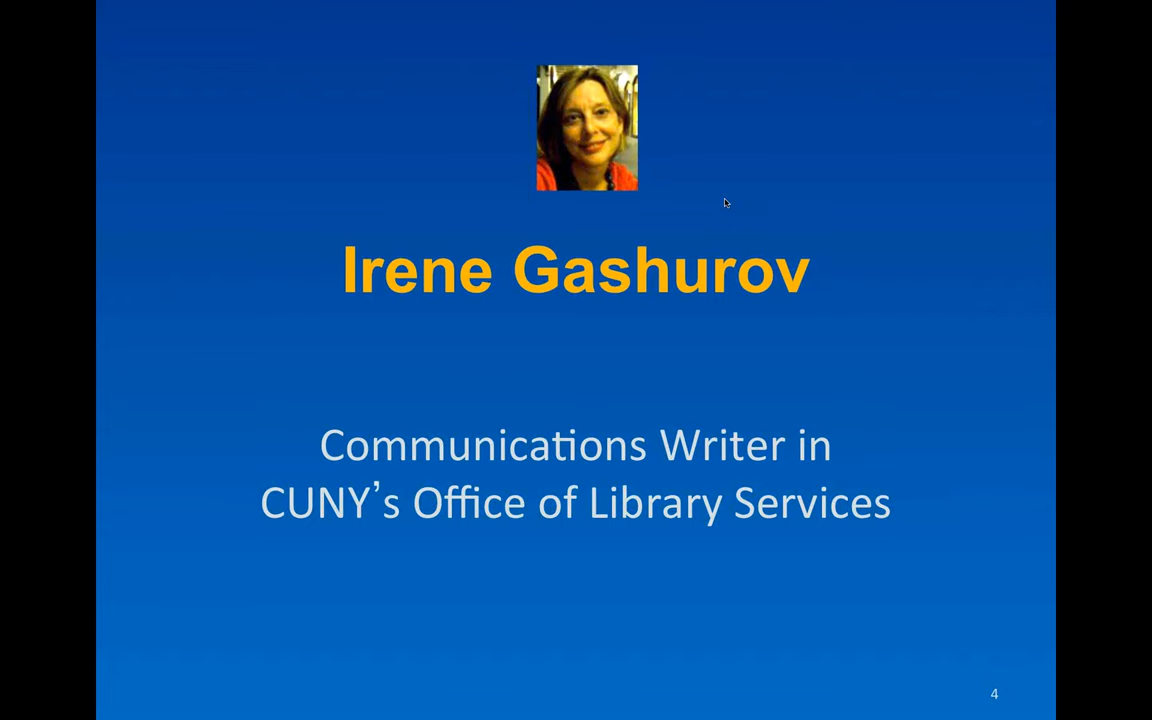 Irene Gashurov
Communications Writer in
CUNY’s Office of Library Services
4